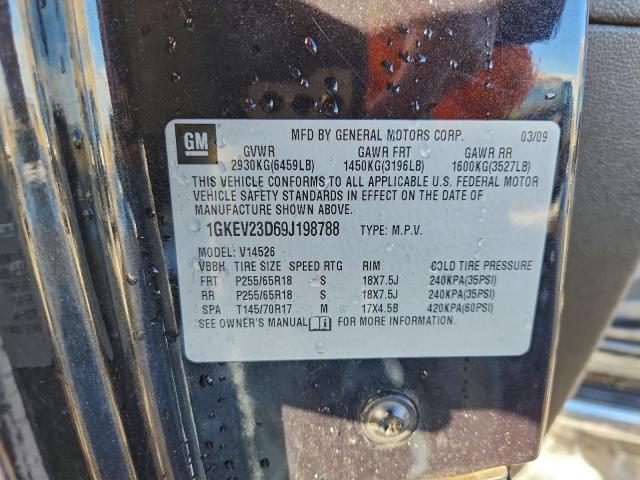 GM MFD BY GENERAL MOTORS CORP. 03/09
GVWR GAWR FRT GAWR RR
2930KG(6459LB) 1450KG(3196LB) 1600KG(3527LB)
THIS VEHICLE CONFORMS TO ALL APPLICABLE U.S. FEDERAL MOTOR
VEHICLE SAFETY STANDARDS IN EFFECT ON THE DATE OF
MANUFACTURE SHOWN ABOVE.
1GKEV23D69J198788 TYPE: M.P.V.
MODEL: V14526
VBBH TIRE SIZE SPEED RTG RIM COLD TIRE PRESSURE
FRT P255/65R18 S 18X7.5J 240KPA(35PSI)
RR P255/65R18 S 18X7.5J 240KPA(35PSI)
SPA T145/70R17 M 17X4.5B 420KPA(60PSI)
SEE OWNER'S MANUAL FOR MORE INFORMATION.